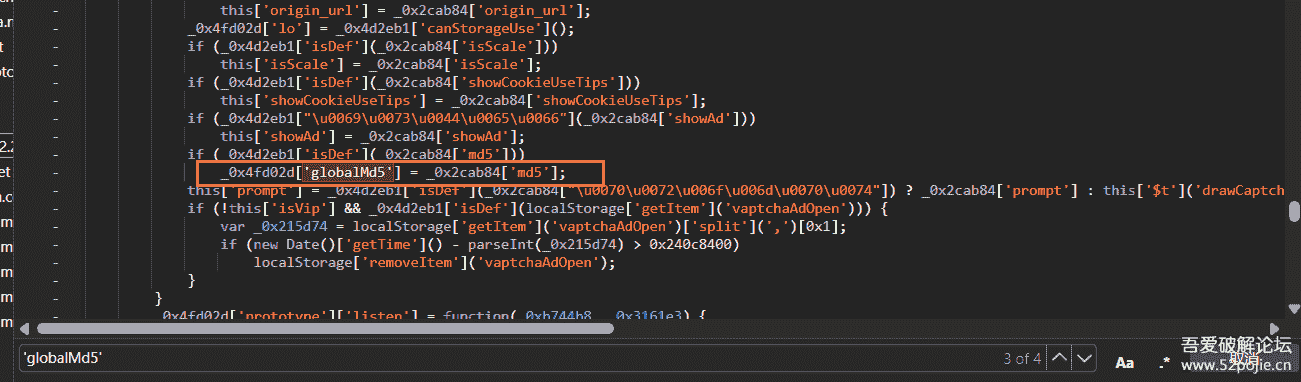 this['origin_url'] = _0x2cab84['origin_url'];
_0x4fd02d['lo'] = _0x4d2eb1['canStorageUse']();
if (_0x4d2eb1['isDef'](_0x2cab84['isScale']))
this['isScale'] = _0x2cab84['isScale'];
if (_0x4d2eb1['isDef'](_0x2cab84['showCookieUseTips']))
this['showCookieUseTips'] = _0x2cab84['showCookieUseTips'];
if (_0x4d2eb1["\u0069\u0073\u0044\u0065\u0066"](_0x2cab84['showAd']))
this['showAd'] = _0x2cab84['showAd'];
if (_0x4d2eb1['isDef'](_0x2cab84['md5']))
_0x4fd02d['globalMd5'] = _0x2cab84['md5'];
this['prompt'] = _0x4d2eb1['isDef'](_0x2cab84["\u0070\u0072\u006f\u006d\u0070\u0074"]) ? _0x2cab84['prompt'] : this['$t']('drawCaptch
if (!this['isVip'] && _0x4d2eb1['isDef'](localStorage['getItem']('vaptchaAdOpen'))) {
var _0x215d74 = localStorage['getItem']('vaptchaAdOpen')['split'](',')[0x1];
if (new Date()['getTime']() - parseInt(_0x215d74) > 0x240c8400)
localStorage['removeItem']('vaptchaAdOpen');
}
}
_0x4fd02d['prototype']['listen'] = function(_0xb744b8, _0x3161e3) {
'globalMd5'
3 of 4
Aa
.*
取消
吾爱破解论坛
www.52pojie.cn